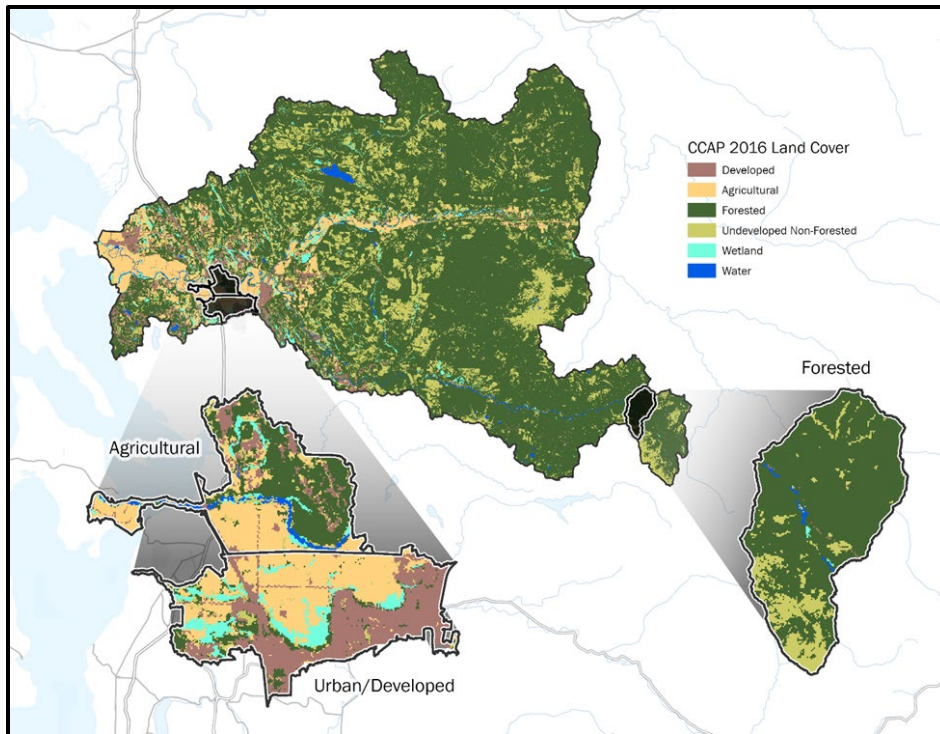 CCAP 2016 Land Cover
Developed
Agricultural
Forested
Undeveloped Non-Forested
Wetland
Water
Forested
Agricultural
Urban/Developed